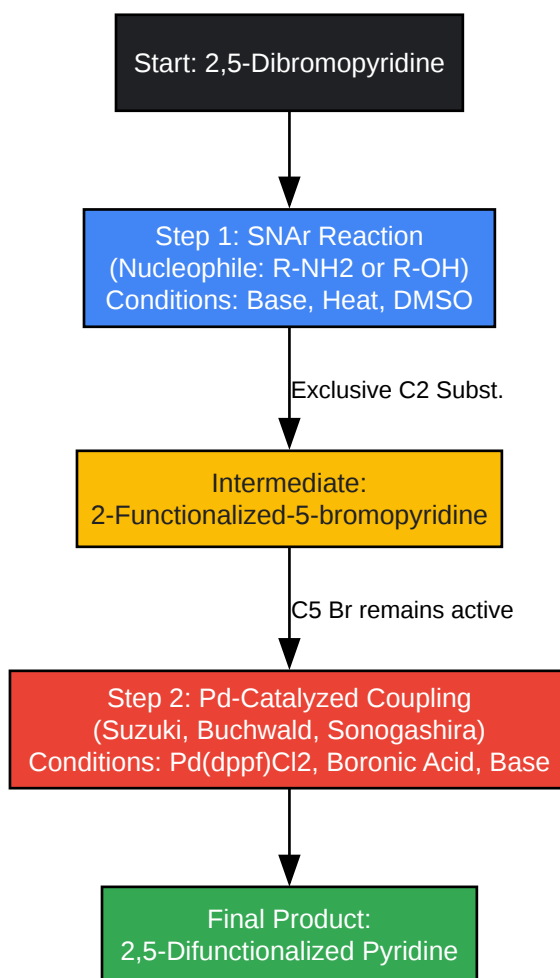 Start: 2,5-Dibromopyridine
Step 1: SNAr Reaction
(Nucleophile: R-NH2 or R-OH)
Conditions: Base, Heat, DMSO
Exclusive C2 Subst.
Intermediate:
2-Functionalized-5-bromopyridine
C5 Br remains active
Step 2: Pd-Catalyzed Coupling
(Suzuki, Buchwald, Sonogashira)
Conditions: Pd(dppf)Cl2, Boronic Acid, Base
Final Product:
2,5-Difunctionalized Pyridine